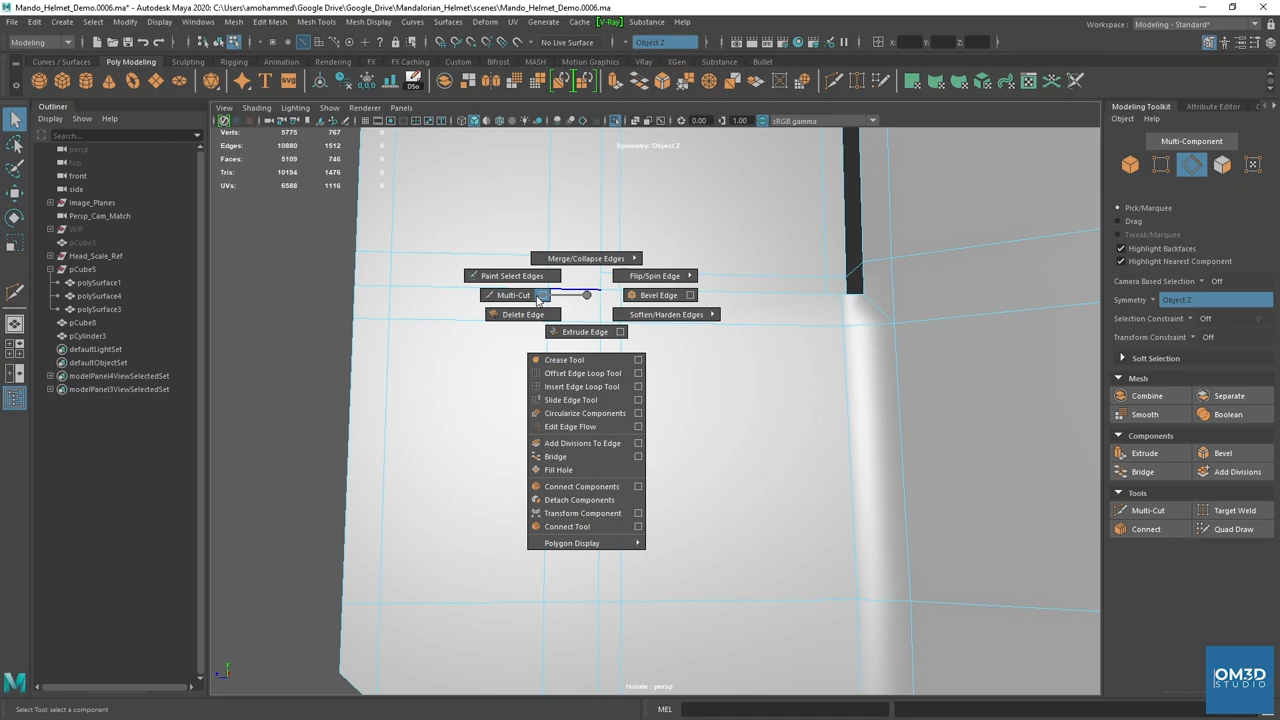 Mando_Helmet_Demo.0006.ma* - Autodesk Maya 2020: C:\Users\amohammed\Google Drive\Google_Drive\Mandalorian_Helmet\scenes\Mando_Helmet_Demo.0006.ma
File Edit Create Select Modify Display Windows Mesh Edit Mesh Mesh Tools Mesh Display Curves Surfaces Deform UV Generate Cache [V-Ray] Substance Help
Workspace : Modeling - Standard*
Modeling No Live Surface Object Z X: Y: Z:
Curves / Surfaces Poly Modeling Sculpting Rigging Animation Rendering FX FX Caching Custom Bifrost MASH Motion Graphics VRay XGen Substance Bullet
Outliner
Display Show Help
Search...
persp
top
front
side
Image_Planes
Persp_Cam_Match
WIP
pCube3
Head_Scale_Ref
pCube5
polySurface1
polySurface4
polySurface3
pCube8
pCylinder3
defaultLightSet
defaultObjectSet
modelPanel4ViewSelectedSet
modelPanel3ViewSelectedSet
View Shading Lighting Show Renderer Panels
0.00 1.00 sRGB gamma
Verts: 5775 767 0
Edges: 10880 1512 0
Faces: 5109 746 0
Tris: 10194 1476 0
UVs: 6588 1116 0
Symmetry: Object Z
Merge/Collapse Edges
Paint Select Edges
Flip/Spin Edge
Multi-Cut
Bevel Edge
Delete Edge
Soften/Harden Edges
Extrude Edge
Crease Tool
Offset Edge Loop Tool
Insert Edge Loop Tool
Slide Edge Tool
Circularize Components
Edit Edge Flow
Add Divisions To Edge
Bridge
Fill Hole
Connect Components
Detach Components
Transform Component
Connect Tool
Polygon Display
Isolate : persp
Modeling Toolkit Attribute Editor
Object Help
Multi-Component
Pick/Marquee
Drag
Tweak/Marquee
Highlight Backfaces
Highlight Nearest Component
Camera Based Selection Off
Symmetry Object Z
Selection Constraint Off 0
Transform Constraint Off
Soft Selection
Mesh
Combine Separate
Smooth Boolean
Components
Extrude Bevel
Bridge Add Divisions
Tools
Multi-Cut Target Weld
Connect Quad Draw
OM3D
STUDIO
Select Tool: select a component
MEL